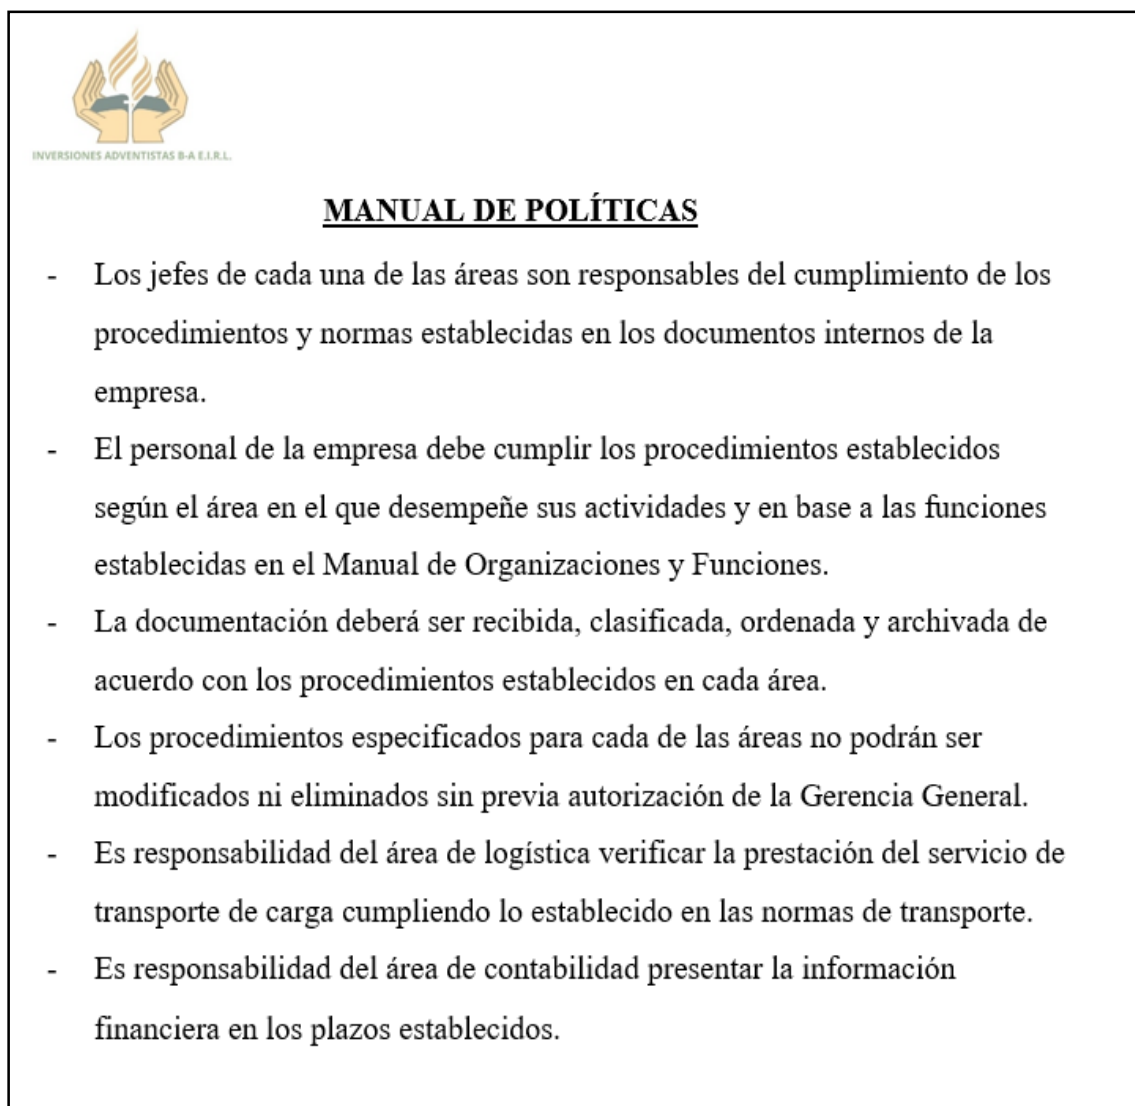 INVERSIONES ADVENTISTAS B-A E.I.R.L.
MANUAL DE POLÍTICAS
- Los jefes de cada una de las áreas son responsables del cumplimiento de los
procedimientos y normas establecidas en los documentos internos de la
empresa.
- El personal de la empresa debe cumplir los procedimientos establecidos
según el área en el que desempeñe sus actividades y en base a las funciones
establecidas en el Manual de Organizaciones y Funciones.
- La documentación deberá ser recibida, clasificada, ordenada y archivada de
acuerdo con los procedimientos establecidos en cada área.
- Los procedimientos especificados para cada de las áreas no podrán ser
modificados ni eliminados sin previa autorización de la Gerencia General.
- Es responsabilidad del área de logística verificar la prestación del servicio de
transporte de carga cumpliendo lo establecido en las normas de transporte.
- Es responsabilidad del área de contabilidad presentar la información
financiera en los plazos establecidos.